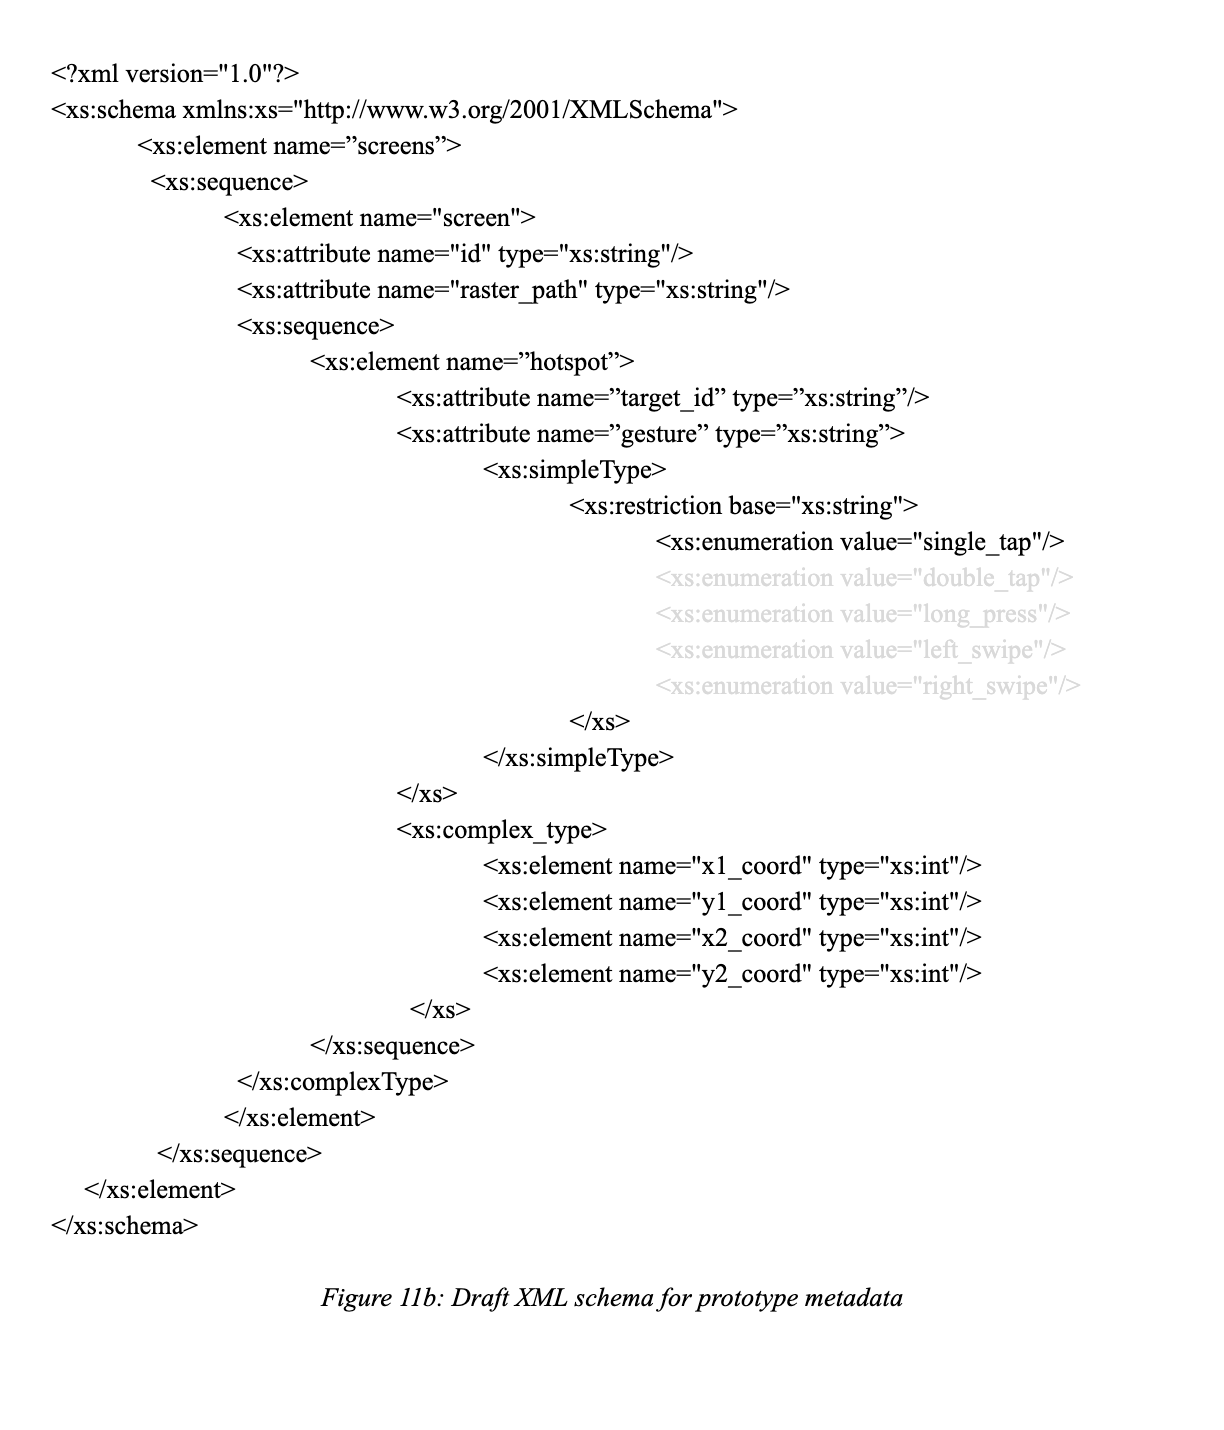 <?xml version="1.0"?>
<xs:schema xmlns:xs="http://www.w3.org/2001/XMLSchema">
<xs:element name=”screens”>
<xs:sequence>
<xs:element name="screen">
<xs:attribute name="id" type="xs:string"/>
<xs:attribute name="raster_path" type="xs:string"/>
<xs:sequence>
<xs:element name=”hotspot”>
<xs:attribute name=”target_id” type=”xs:string”/>
<xs:attribute name=”gesture” type=”xs:string”>
<xs:simpleType>
<xs:restriction base="xs:string">
<xs:enumeration value="single_tap"/>
<xs:enumeration value="double_tap"/>
<xs:enumeration value="long_press"/>
<xs:enumeration value="left_swipe"/>
<xs:enumeration value="right_swipe"/>
</xs>
</xs:simpleType>
</xs>
<xs:complex_type>
<xs:element name="x1_coord" type="xs:int"/>
<xs:element name="y1_coord" type="xs:int"/>
<xs:element name="x2_coord" type="xs:int"/>
<xs:element name="y2_coord" type="xs:int"/>
</xs>
</xs:sequence>
</xs:complexType>
</xs:element>
</xs:sequence>
</xs:element>
</xs:schema>
Figure 11b: Draft XML schema for prototype metadata